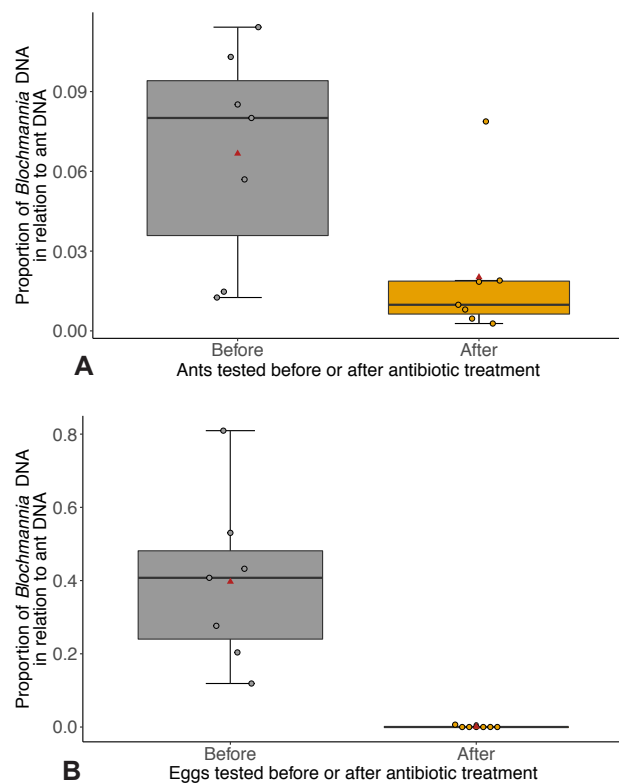 Proportion of Blochmannia DNA
in relation to ant DNA
0.09
0.06
0.03
0.00
Before
After
A
Ants tested before or after antibiotic treatment
Proportion of Blochmannia DNA
in relation to ant DNA
0.8
0.6
0.4
0.2
0.0
Before
After
B
Eggs tested before or after antibiotic treatment